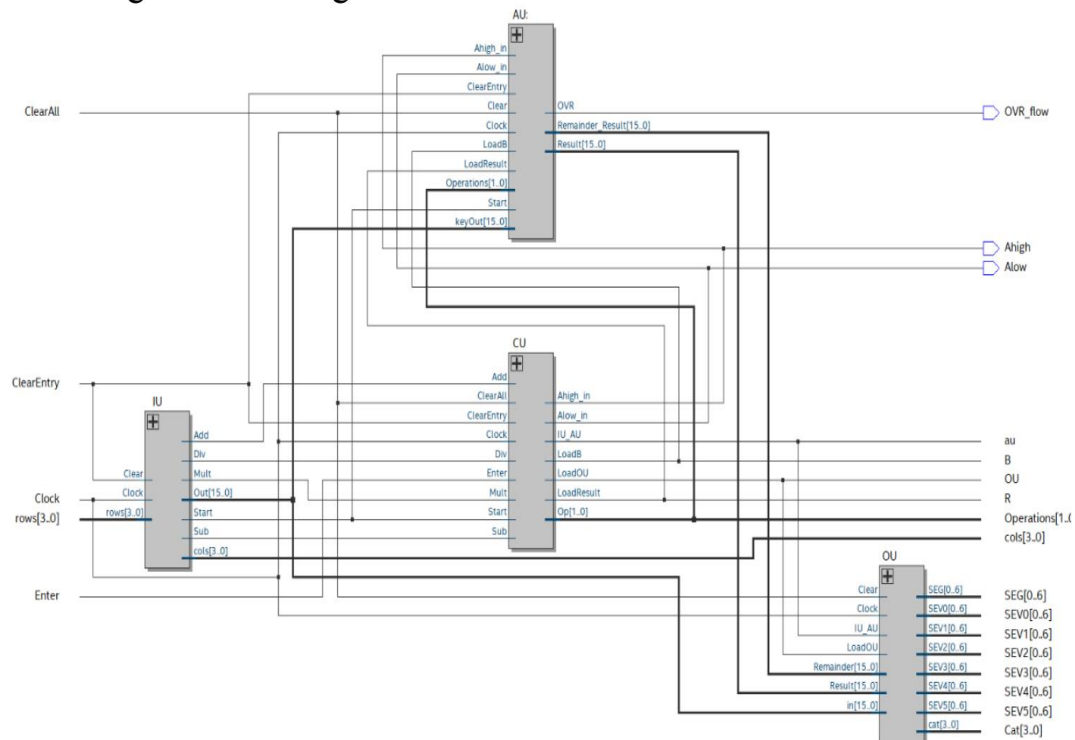 AU:
Ahigh_in
Alow_in
ClearEntry
Clear
Clock
LoadB
LoadResult
Operations[1..0]
Start
keyOut[15..0]
OVR
Remainder_Result[15..0]
Result[15..0]
ClearAll
OVR_flow
Ahigh
Alow
ClearEntry
CU
Add
ClearAll
ClearEntry
Clock
Div
Enter
Mult
Start
Sub
Ahigh_in
Alow_in
IU_AU
LoadB
LoadOU
LoadResult
Op[1..0]
IU
Clear
Clock
rows[3..0]
Add
Div
Mult
Out[15..0]
Start
Sub
cols[3..0]
Clock
rows[3..0]
Enter
au
B
OU
R
Operations[1..0
cols[3..0]
OU
Clear
Clock
IU_AU
LoadOU
Remainder[15..0]
Result[15..0]
in[15..0]
SEG[0..6]
SEV0[0..6]
SEV1[0..6]
SEV2[0..6]
SEV3[0..6]
SEV4[0..6]
SEV5[0..6]
cat[3..0]
SEG[0..6]
SEV0[0..6]
SEV1[0..6]
SEV2[0..6]
SEV3[0..6]
SEV4[0..6]
SEV5[0..6]
Cat[3..0]